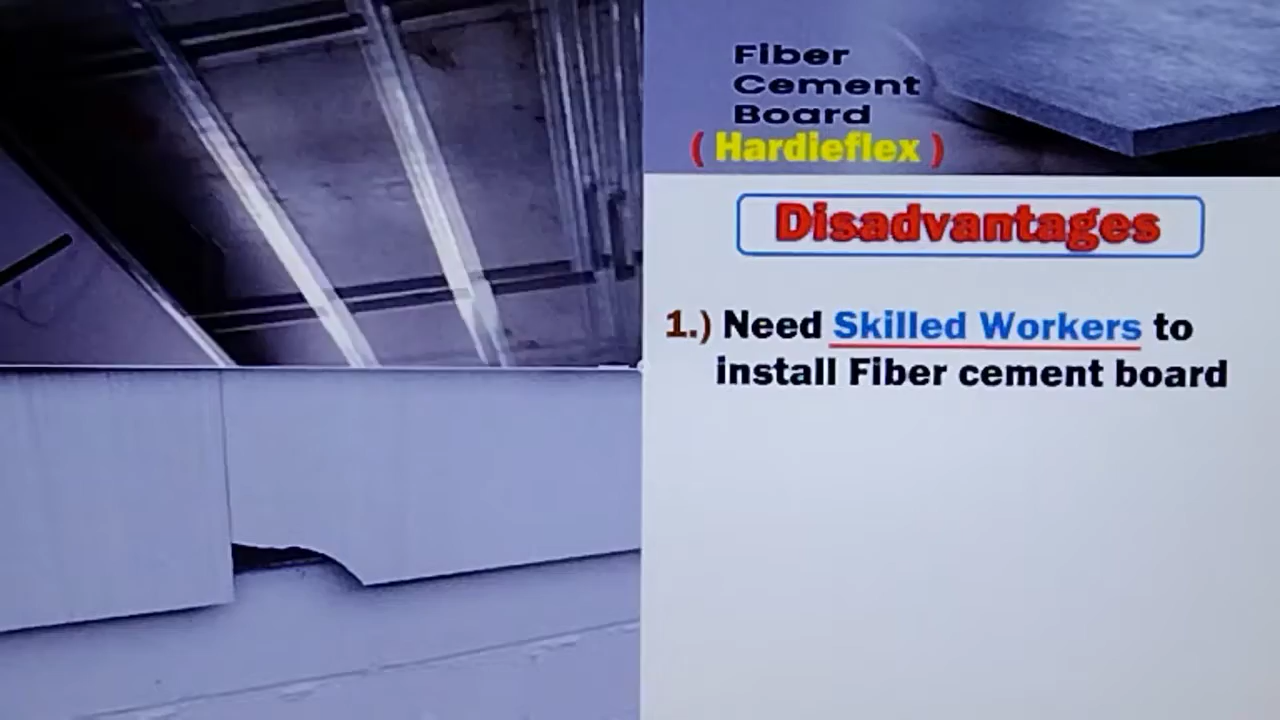 Fiber
Cement
Board
( Hardieflex )
Disadvantages
1.) Need Skilled Workers to
install Fiber cement board